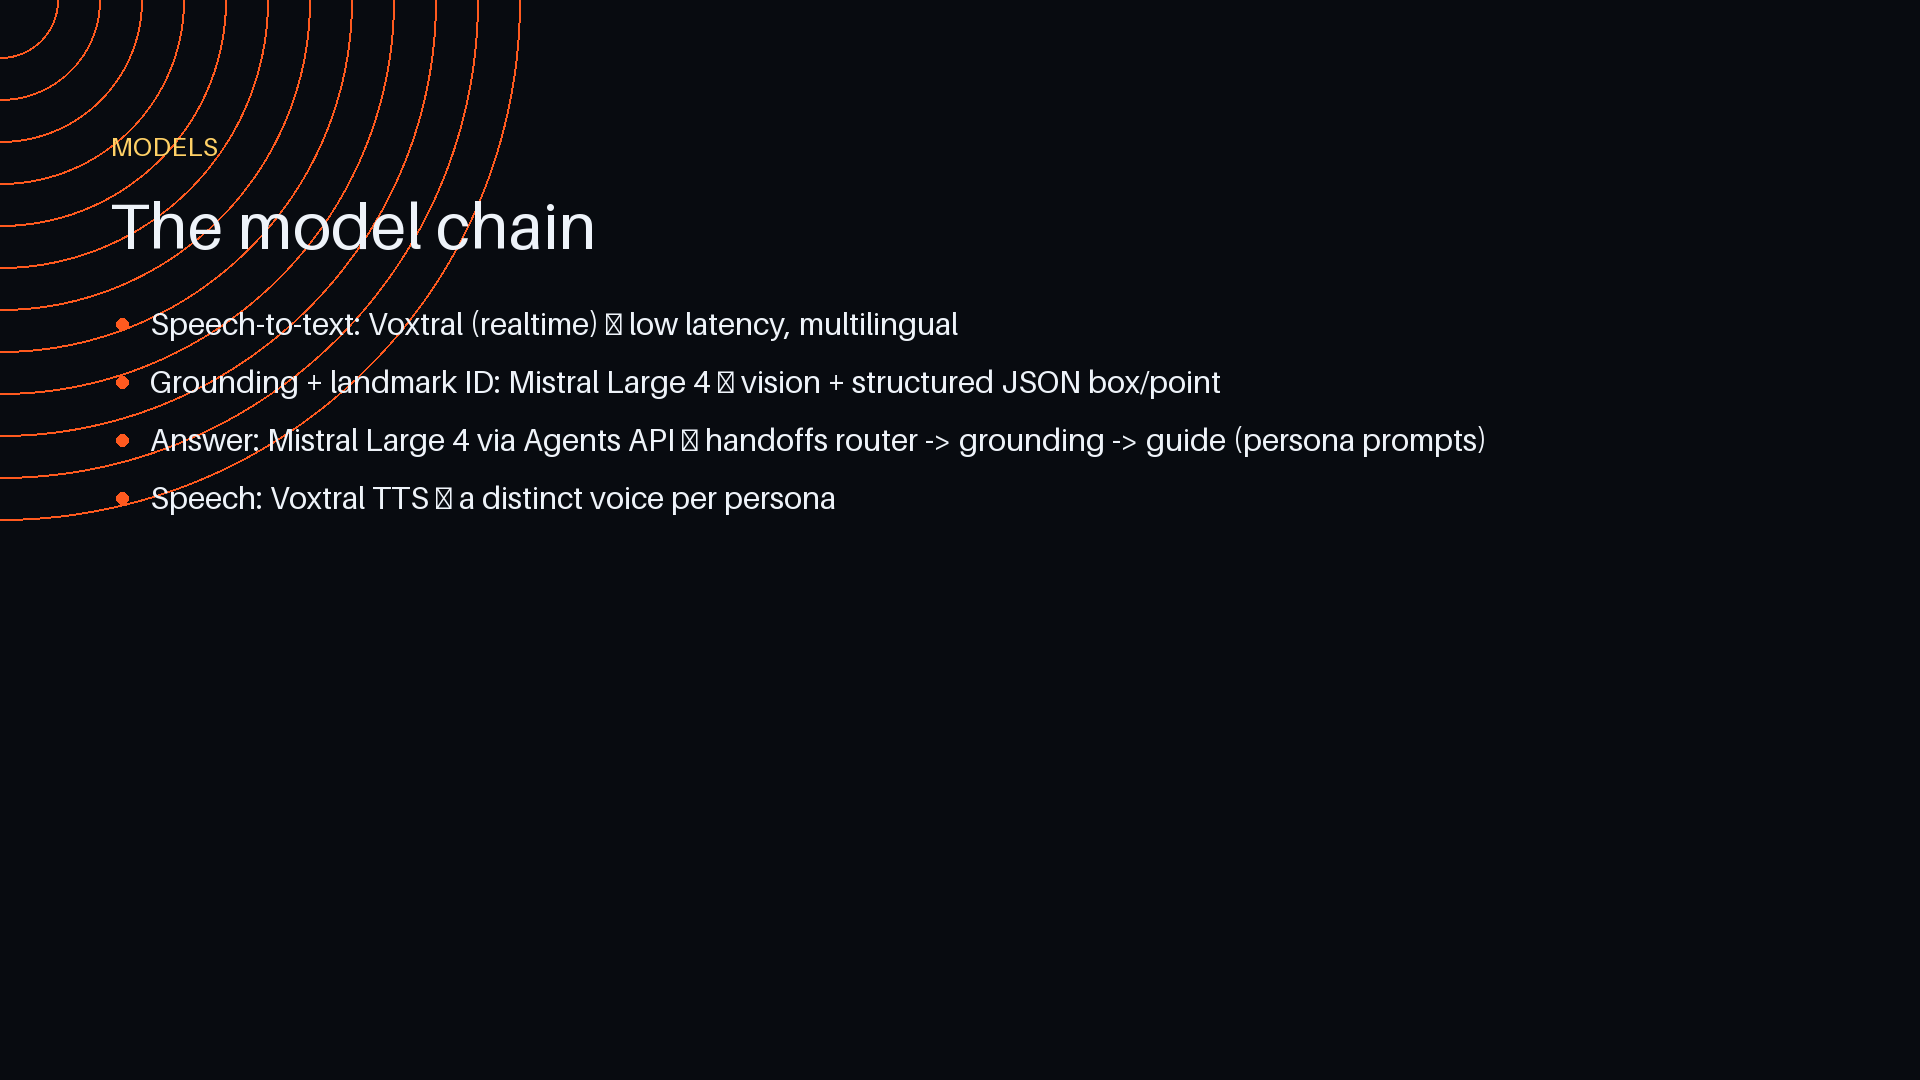 MODELS
The model chain
Speech-to-text: Voxtral (realtime) ☒ low latency, multilingual
Grounding + landmark ID: Mistral Large 4 ☒ vision + structured JSON box/point
Answer: Mistral Large 4 via Agents API ☒ handoffs router -> grounding -> guide (persona prompts)
Speech: Voxtral TTS ☒ a distinct voice per persona